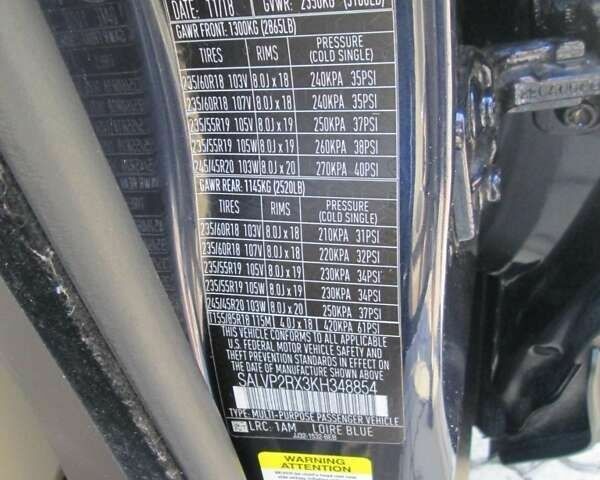 DATE: 11/18 GVWR: 2350KG
GAWR FRONT: 1300KG (2865LB)
TIRES RIMS PRESSURE (COLD SINGLE)
235/60R18 103V 8.0J x 18 240KPA 35PSI
235/60R18 107V 8.0J x 18 240KPA 35PSI
235/55R19 105V 8.0J x 19 250KPA 37PSI
235/55R19 105W 8.0J x 19 260KPA 38PSI
245/45R20 103W 8.0J x 20 270KPA 40PSI
GAWR REAR: 1145KG (2520LB)
TIRES RIMS PRESSURE (COLD SINGLE)
235/60R18 103V 8.0J x 18 210KPA 31PSI
235/60R18 107V 8.0J x 18 220KPA 32PSI
235/55R19 105V 8.0J x 19 230KPA 34PSI
235/55R19 105W 8.0J x 19 230KPA 34PSI
245/45R20 103W 8.0J x 20 250KPA 37PSI
T155/85R18 115M 4.0J x 18 420KPA 61PSI
THIS VEHICLE CONFORMS TO ALL APPLICABLE
U.S. FEDERAL MOTOR VEHICLE SAFETY
AND THEFT PREVENTION STANDARDS IN EFFECT ON THE
DATE OF MANUFACTURE SHOWN ABOVE
SALVP2RX3KH348854
TYPE: MULTI-PURPOSE PASSENGER VEHICLE
LRC: 1AM LOIRE BLUE
WARNING
ATTENTION